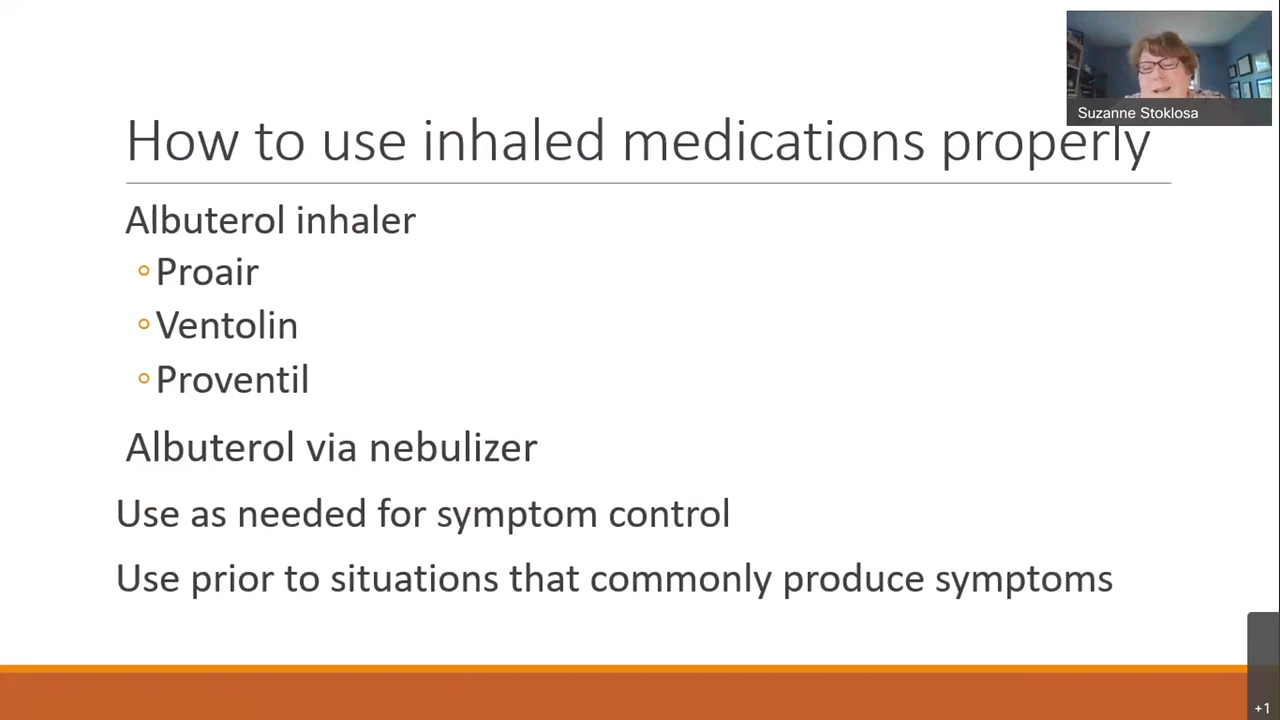 Suzanne Stoklosa
How to use inhaled medications properly
Albuterol inhaler
Proair
Ventolin
Proventil
Albuterol via nebulizer
Use as needed for symptom control
Use prior to situations that commonly produce symptoms
+1